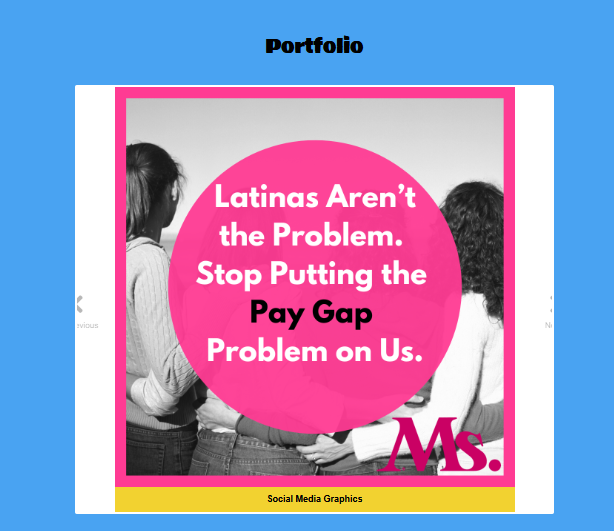 Portfolio
Latinas Aren't
the Problem.
Stop Putting the
Pay Gap
Problem on Us.
Ms.
Social Media Graphics